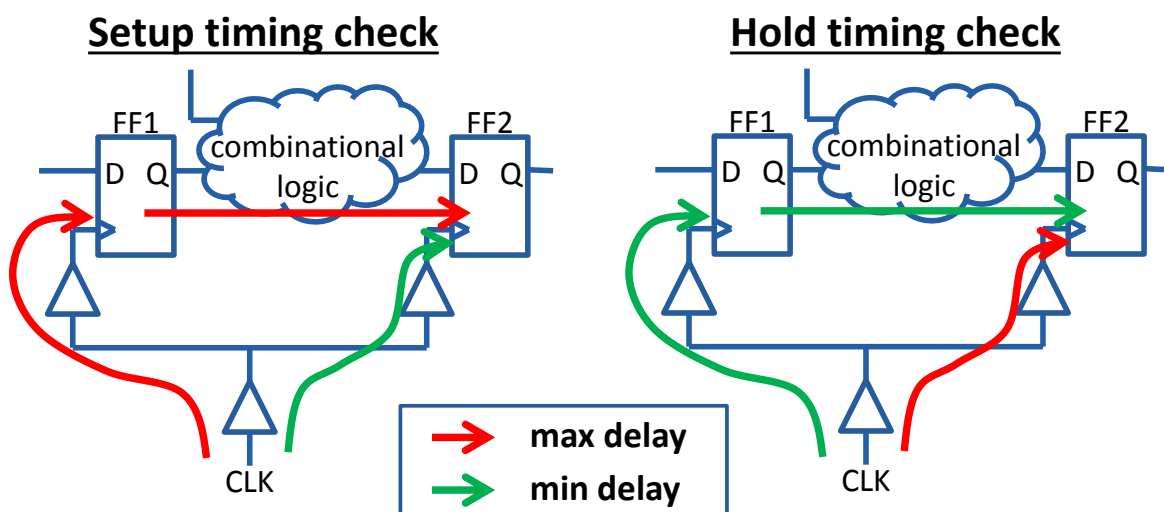 Setup timing check
FF1
combinational
logic
FF2
D Q
D Q
CLK
Hold timing check
FF1
combinational
logic
FF2
D Q
D Q
CLK
max delay
min delay